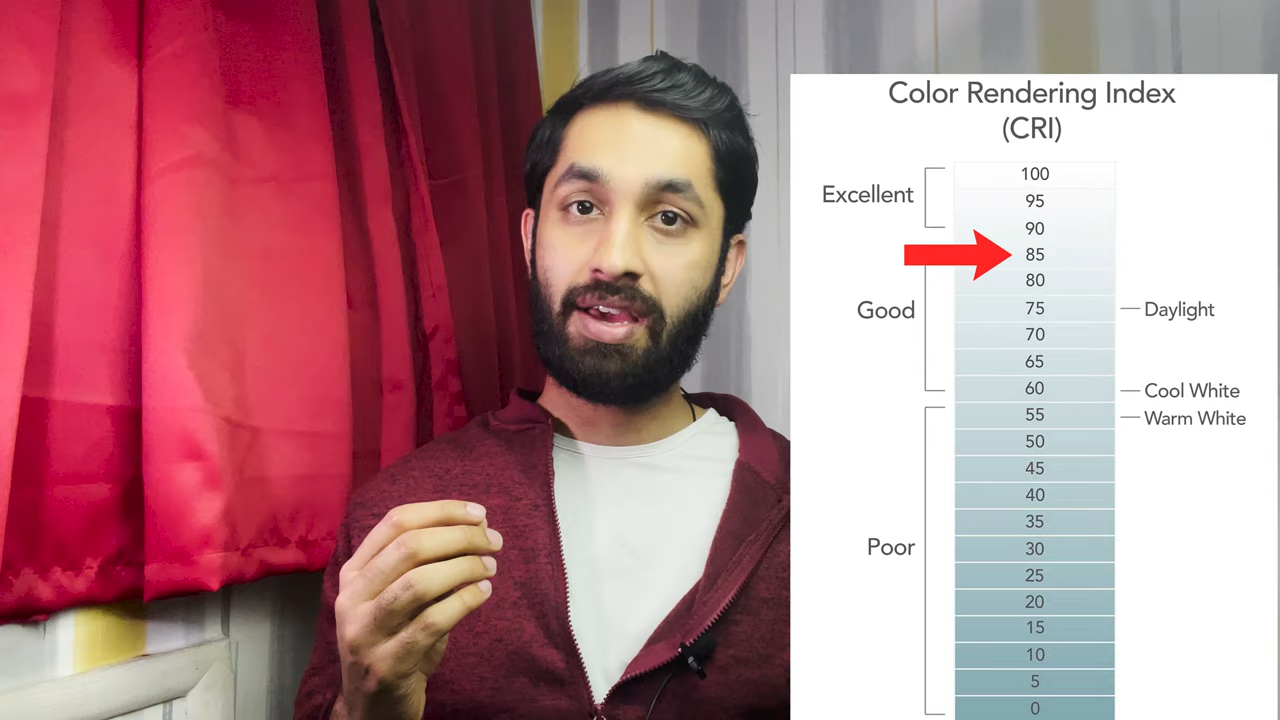 Color Rendering Index
(CRI)
Excellent
100
95
90
85
80
Good
75
Daylight
70
65
60
Cool White
55
Warm White
50
45
40
35
Poor
30
25
20
15
10
5
0